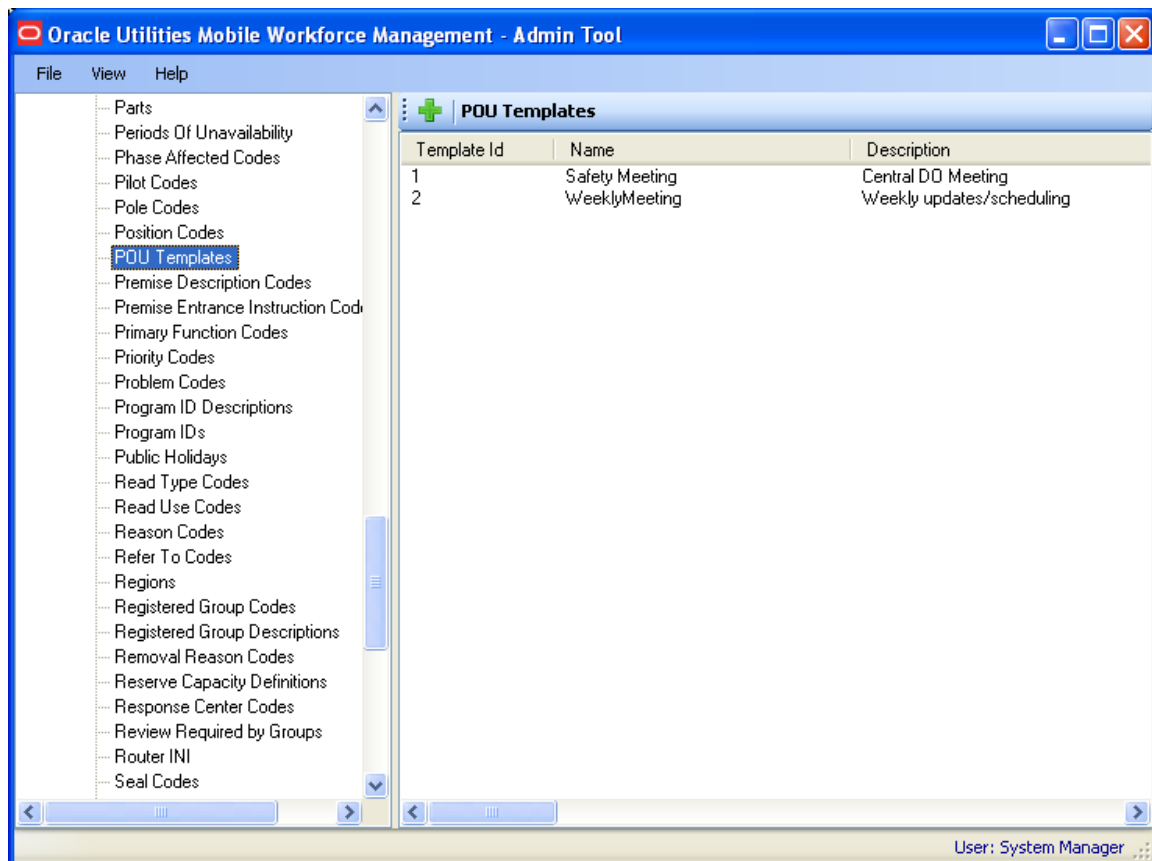 Oracle Utilities Mobile Workforce Management - Admin Tool
File View Help
Parts
Periods Of Unavailability
Phase Affected Codes
Pilot Codes
Pole Codes
Position Codes
POU Templates
Premise Description Codes
Premise Entrance Instruction Code
Primary Function Codes
Priority Codes
Problem Codes
Program ID Descriptions
Program IDs
Public Holidays
Read Type Codes
Read Use Codes
Reason Codes
Refer To Codes
Regions
Registered Group Codes
Registered Group Descriptions
Removal Reason Codes
Reserve Capacity Definitions
Response Center Codes
Review Required by Groups
Router INI
Seal Codes
POU Templates
Template Id Name Description
1 Safety Meeting Central DO Meeting
2 WeeklyMeeting Weekly updates/scheduling
User: System Manager